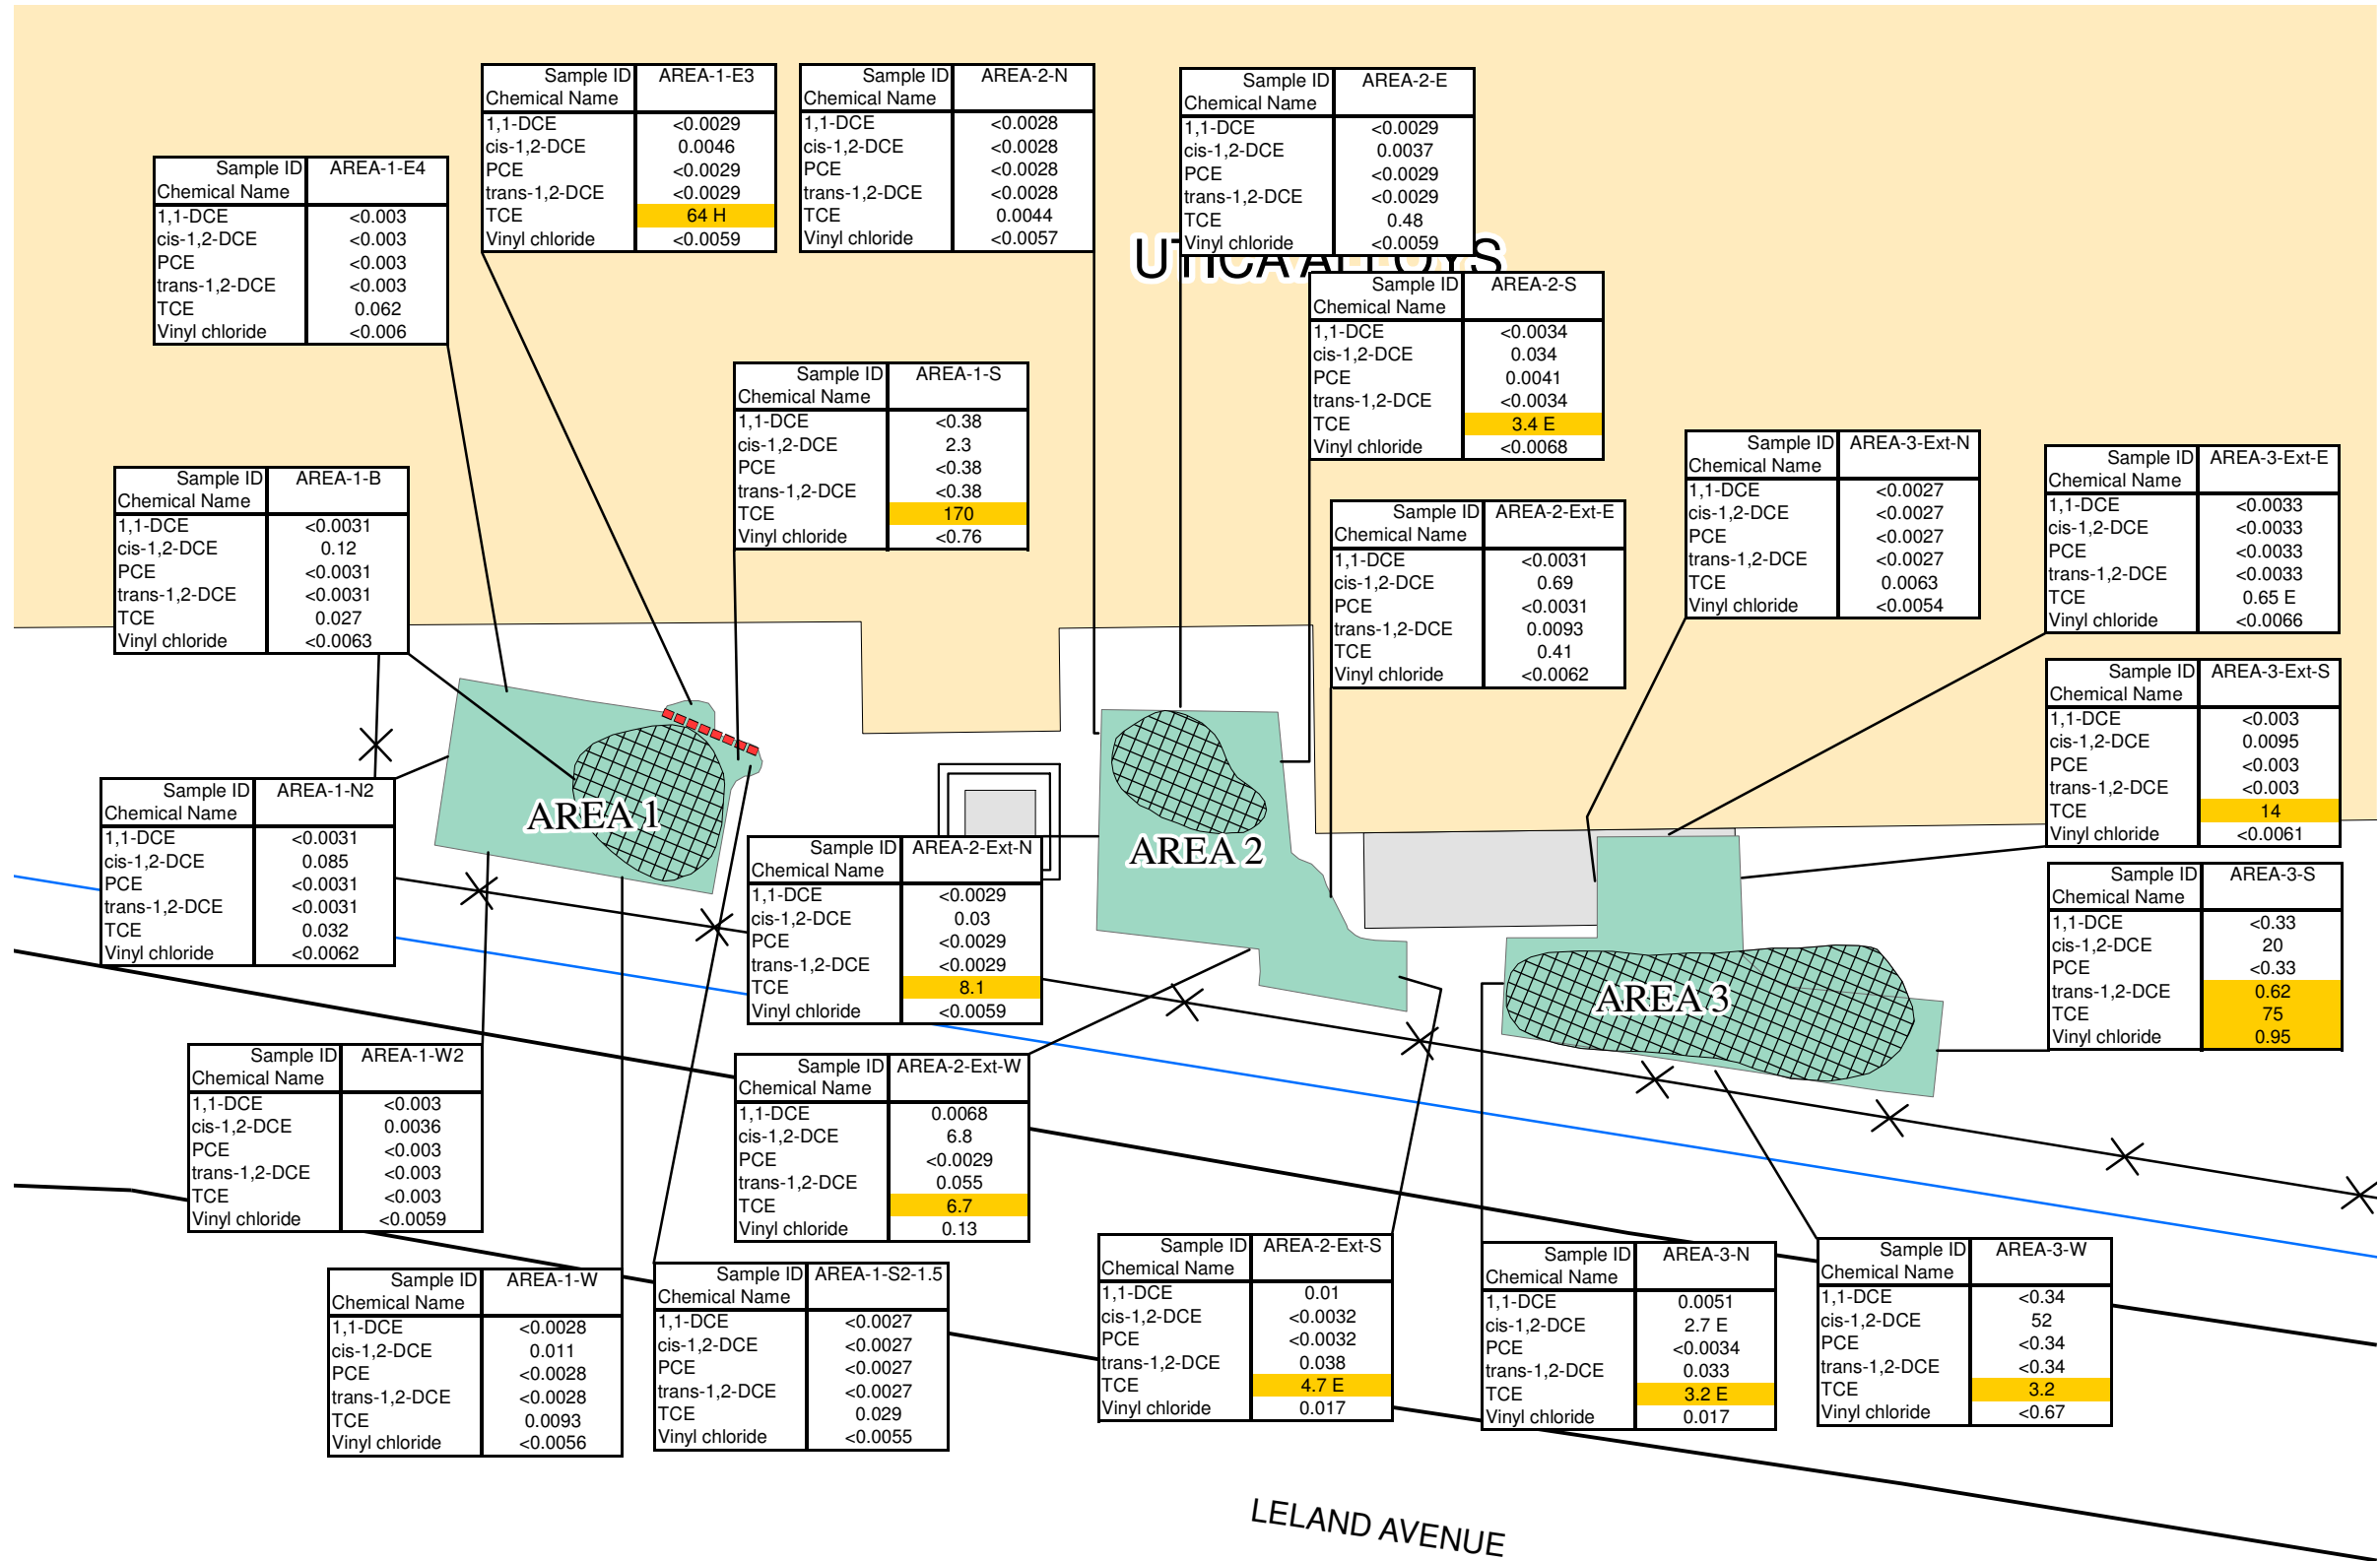 Sample ID AREA-1-E3
Chemical Name
1,1-DCE <0.0029
cis-1,2-DCE 0.0046
PCE <0.0029
trans-1,2-DCE <0.0029
TCE 64 H
Vinyl chloride <0.0059
Sample ID AREA-2-N
Chemical Name
1,1-DCE <0.0028
cis-1,2-DCE <0.0028
PCE <0.0028
trans-1,2-DCE <0.0028
TCE 0.0044
Vinyl chloride <0.0057
Sample ID AREA-2-E
Chemical Name
1,1-DCE <0.0029
cis-1,2-DCE 0.0037
PCE <0.0029
trans-1,2-DCE <0.0029
TCE 0.48
Vinyl chloride <0.0059
UTICA ALLOYS
Sample ID AREA-1-E4
Chemical Name
1,1-DCE <0.003
cis-1,2-DCE <0.003
PCE <0.003
trans-1,2-DCE <0.003
TCE 0.062
Vinyl chloride <0.006
Sample ID AREA-2-S
Chemical Name
1,1-DCE <0.0034
cis-1,2-DCE 0.034
PCE 0.0041
trans-1,2-DCE <0.0034
TCE 3.4 E
Vinyl chloride <0.0068
Sample ID AREA-1-S
Chemical Name
1,1-DCE <0.38
cis-1,2-DCE 2.3
PCE <0.38
trans-1,2-DCE <0.38
TCE 170
Vinyl chloride <0.76
Sample ID AREA-3-Ext-N
Chemical Name
1,1-DCE <0.0027
cis-1,2-DCE <0.0027
PCE <0.0027
trans-1,2-DCE <0.0027
TCE 0.0063
Vinyl chloride <0.0054
Sample ID AREA-3-Ext-E
Chemical Name
1,1-DCE <0.0033
cis-1,2-DCE <0.0033
PCE <0.0033
trans-1,2-DCE <0.0033
TCE 0.65 E
Vinyl chloride <0.0066
Sample ID AREA-1-B
Chemical Name
1,1-DCE <0.0031
cis-1,2-DCE 0.12
PCE <0.0031
trans-1,2-DCE <0.0031
TCE 0.027
Vinyl chloride <0.0063
Sample ID AREA-2-Ext-E
Chemical Name
1,1-DCE <0.0031
cis-1,2-DCE 0.69
PCE <0.0031
trans-1,2-DCE 0.0093
TCE 0.41
Vinyl chloride <0.0062
Sample ID AREA-3-Ext-S
Chemical Name
1,1-DCE <0.003
cis-1,2-DCE 0.0095
PCE <0.003
trans-1,2-DCE <0.003
TCE 14
Vinyl chloride <0.0061
Sample ID AREA-1-N2
Chemical Name
1,1-DCE <0.0031
cis-1,2-DCE 0.085
PCE <0.0031
trans-1,2-DCE <0.0031
TCE 0.032
Vinyl chloride <0.0062
AREA 1
AREA 2
AREA 3
Sample ID AREA-2-Ext-N
Chemical Name
1,1-DCE <0.0029
cis-1,2-DCE 0.03
PCE <0.0029
trans-1,2-DCE <0.0029
TCE 8.1
Vinyl chloride <0.0059
Sample ID AREA-3-S
Chemical Name
1,1-DCE <0.33
cis-1,2-DCE 20
PCE <0.33
trans-1,2-DCE 0.62
TCE 75
Vinyl chloride 0.95
Sample ID AREA-1-W2
Chemical Name
1,1-DCE <0.003
cis-1,2-DCE 0.0036
PCE <0.003
trans-1,2-DCE <0.003
TCE <0.003
Vinyl chloride <0.0059
Sample ID AREA-2-Ext-W
Chemical Name
1,1-DCE 0.0068
cis-1,2-DCE 6.8
PCE <0.0029
trans-1,2-DCE 0.055
TCE 6.7
Vinyl chloride 0.13
Sample ID AREA-1-W
Chemical Name
1,1-DCE <0.0028
cis-1,2-DCE 0.011
PCE <0.0028
trans-1,2-DCE <0.0028
TCE 0.0093
Vinyl chloride <0.0056
Sample ID AREA-1-S2-1.5
Chemical Name
1,1-DCE <0.0027
cis-1,2-DCE <0.0027
PCE <0.0027
trans-1,2-DCE <0.0027
TCE 0.029
Vinyl chloride <0.0055
Sample ID AREA-2-Ext-S
Chemical Name
1,1-DCE 0.01
cis-1,2-DCE <0.0032
PCE <0.0032
trans-1,2-DCE 0.038
TCE 4.7 E
Vinyl chloride 0.017
Sample ID AREA-3-N
Chemical Name
1,1-DCE 0.0051
cis-1,2-DCE 2.7 E
PCE <0.0034
trans-1,2-DCE 0.033
TCE 3.2 E
Vinyl chloride 0.017
Sample ID AREA-3-W
Chemical Name
1,1-DCE <0.34
cis-1,2-DCE 52
PCE <0.34
trans-1,2-DCE <0.34
TCE 3.2
Vinyl chloride <0.67
LELAND AVENUE